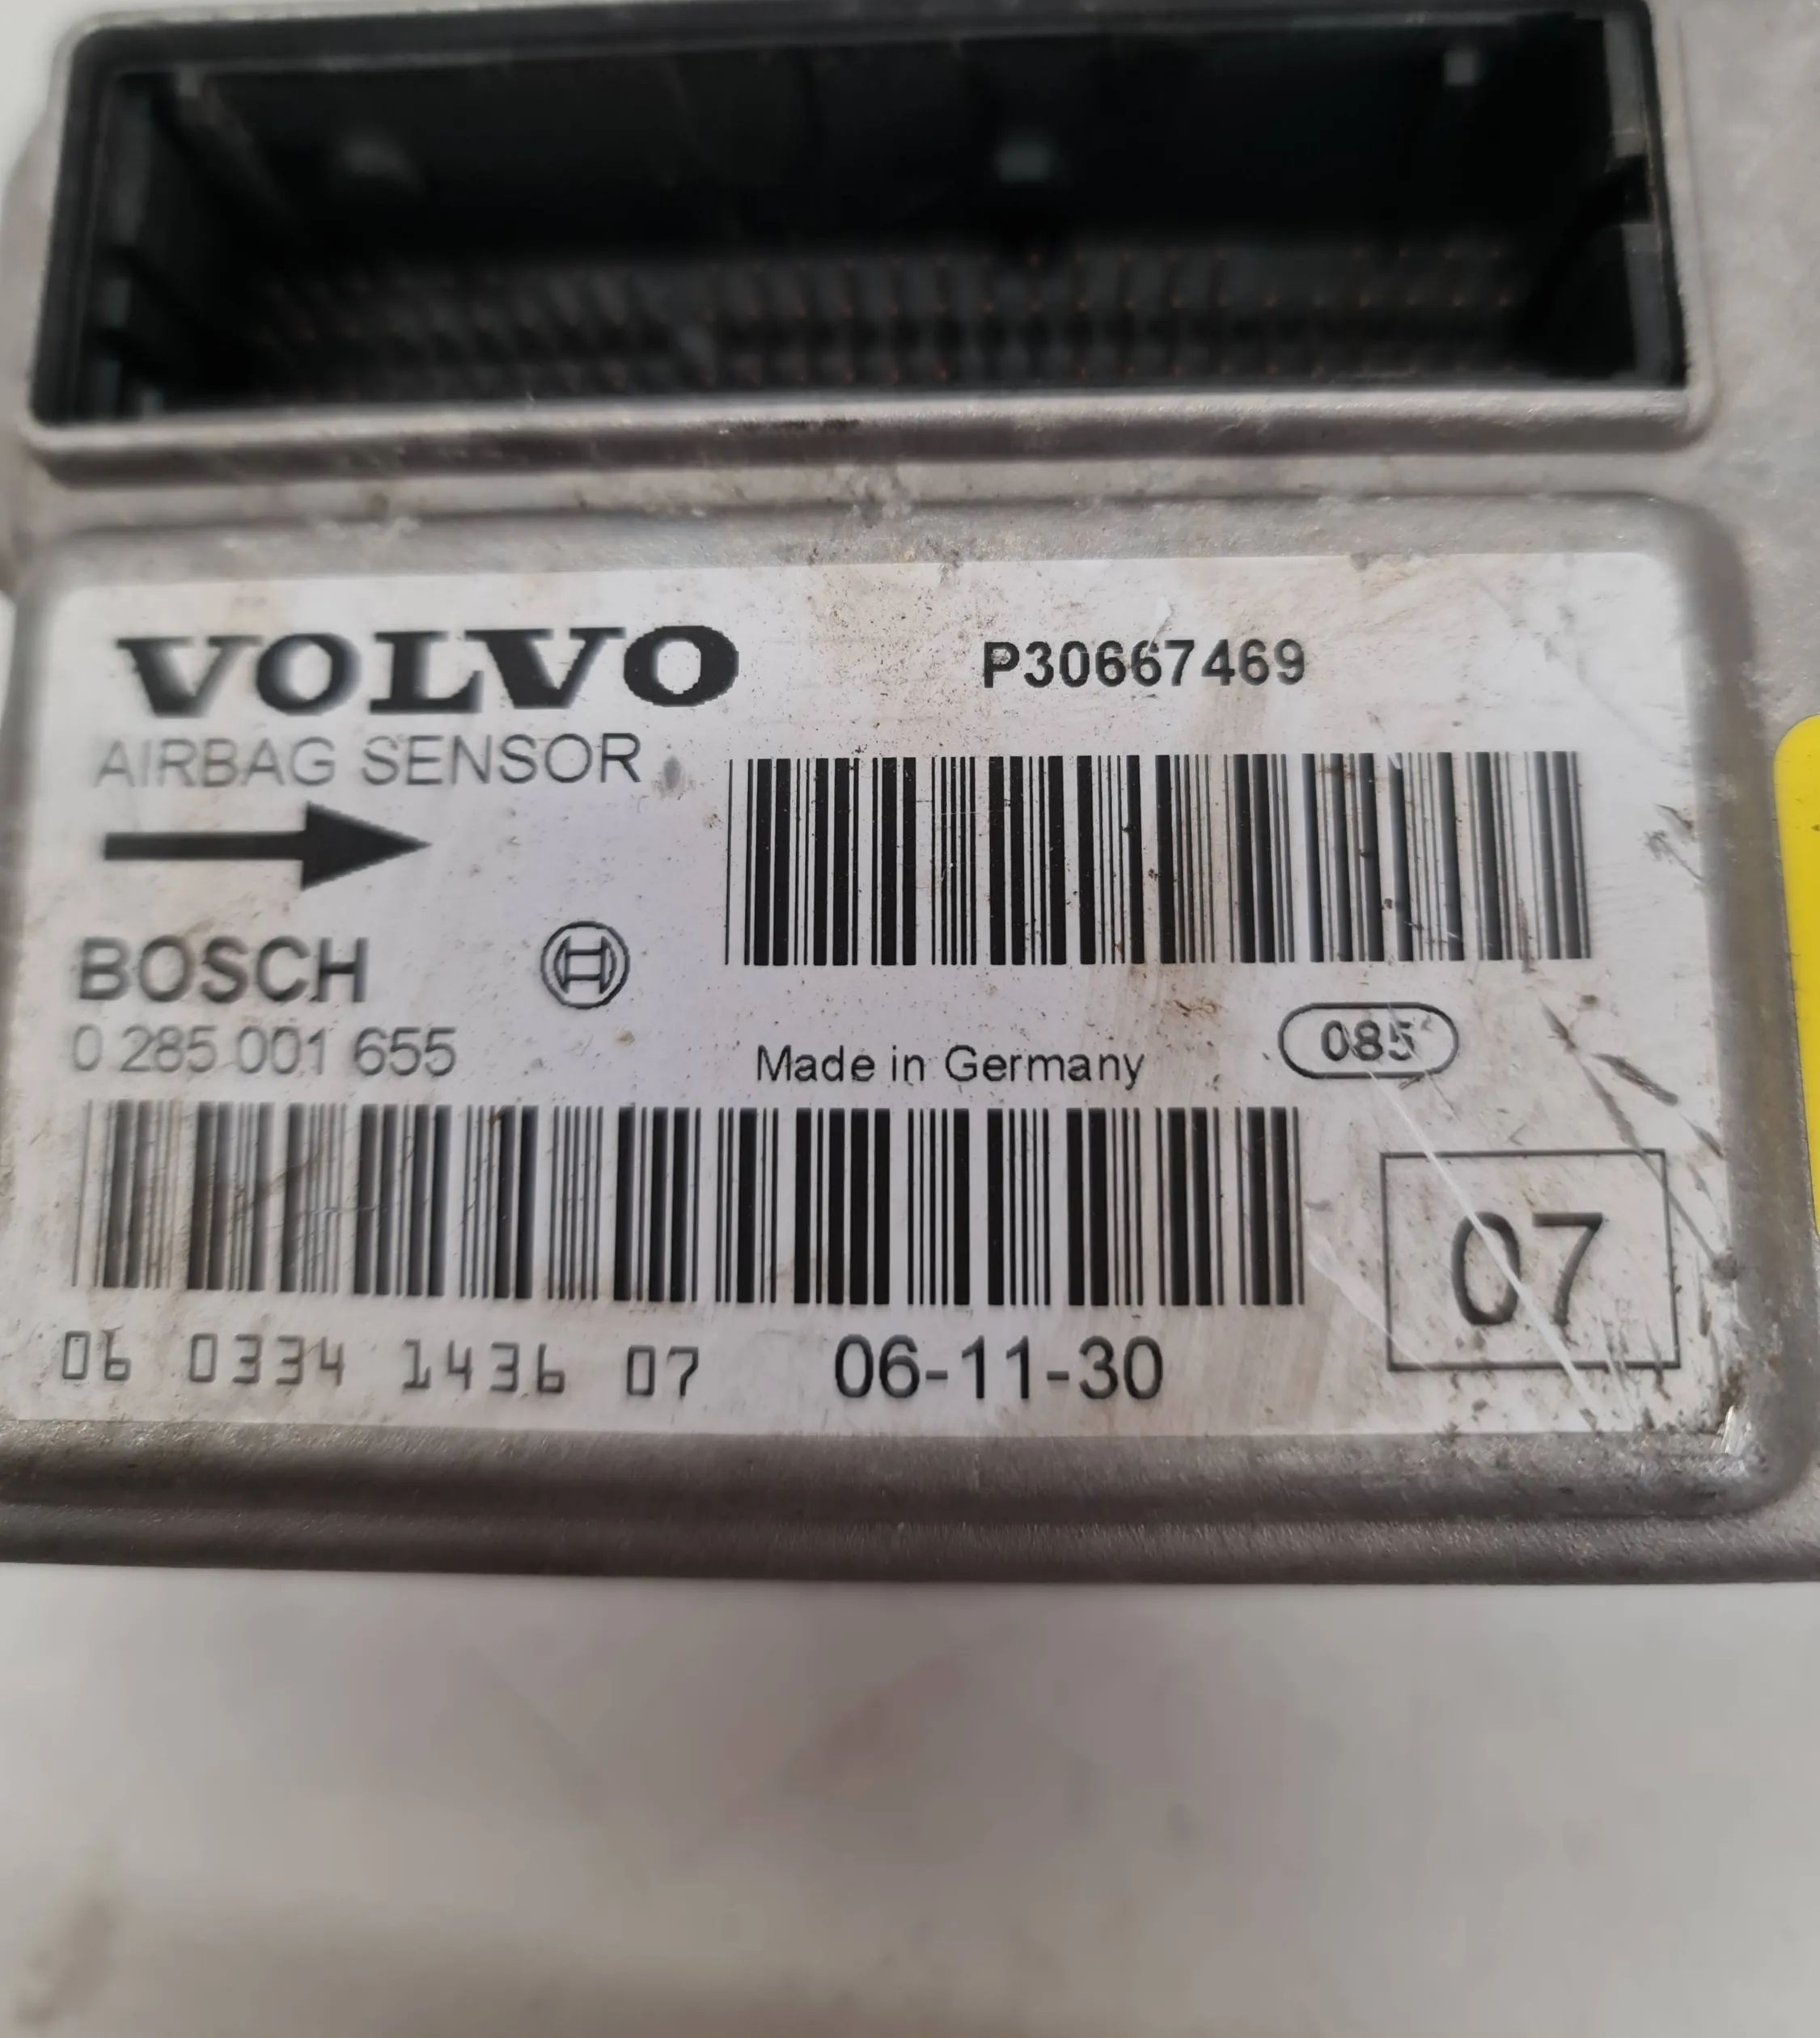 VOLVO
P30667469
AIRBAG SENSOR
BOSCH
0 285 001 655
Made in Germany
085
07
06 0334 1436 07
06-11-30